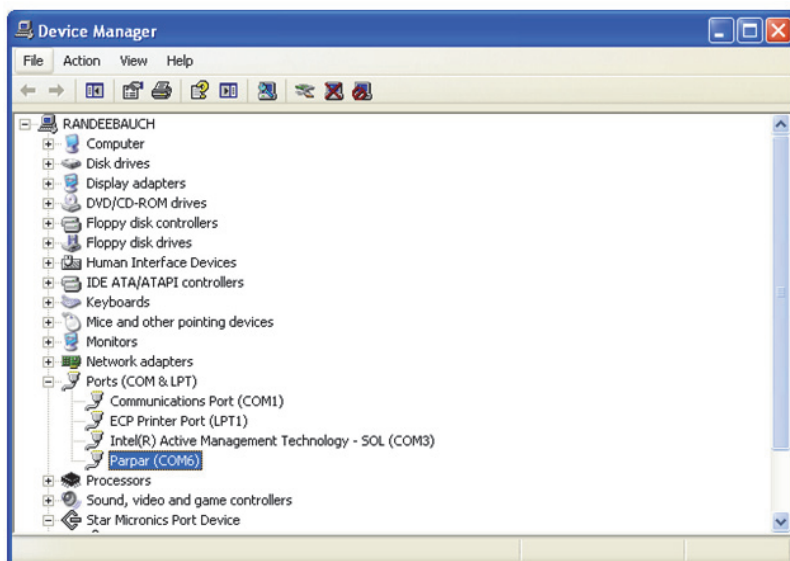 Device Manager
File Action View Help
RANDEEBAUCH
Computer
Disk drives
Display adapters
DVD/CD-ROM drives
Floppy disk controllers
Floppy disk drives
Human Interface Devices
IDE ATA/ATAPI controllers
Keyboards
Mice and other pointing devices
Monitors
Network adapters
Ports (COM & LPT)
Communications Port (COM1)
ECP Printer Port (LPT1)
Intel(R) Active Management Technology - SOL (COM3)
Parpar (COM6)
Processors
Sound, video and game controllers
Star Micronics Port Device